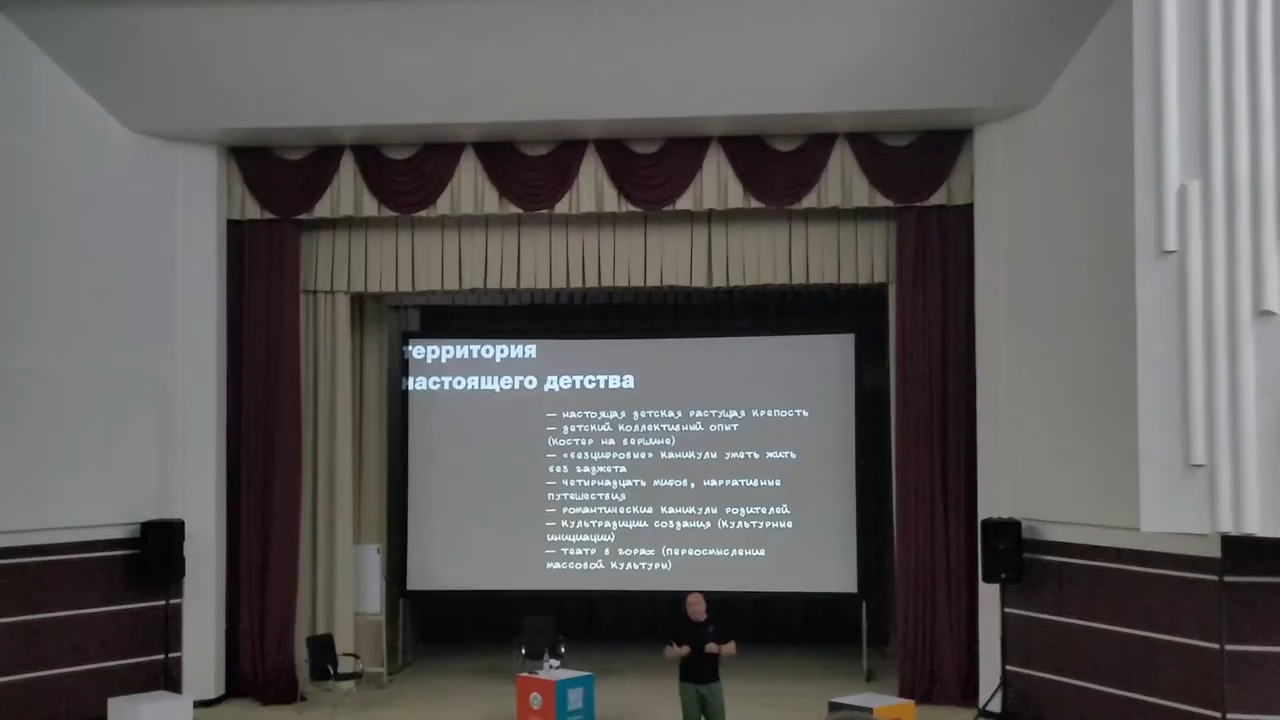 территория
настоящего детства
— настоящая детская растущая крепость
— детский коллективный опыт
(костер на вершине)
— «безцифровые» каникулы уметь жить
без гаджета
— четырнадцать мифов, нарративные
путешествия
— романтические каникулы родителей
— культрадиции создания (культурные
инициации)
— театр в горах (переосмысление
массовой культуры)